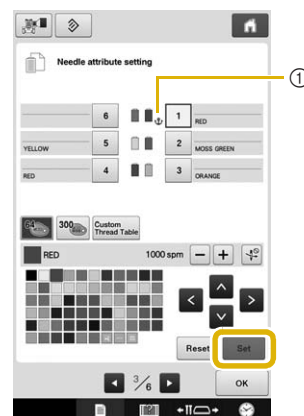 Needle attribute setting
①
6 1 RED
YELLOW 5 2 MOSS GREEN
RED 4 3 ORANGE
64 300 Custom Thread Table
RED 1000 spm − +
Reset Set
3/6 OK